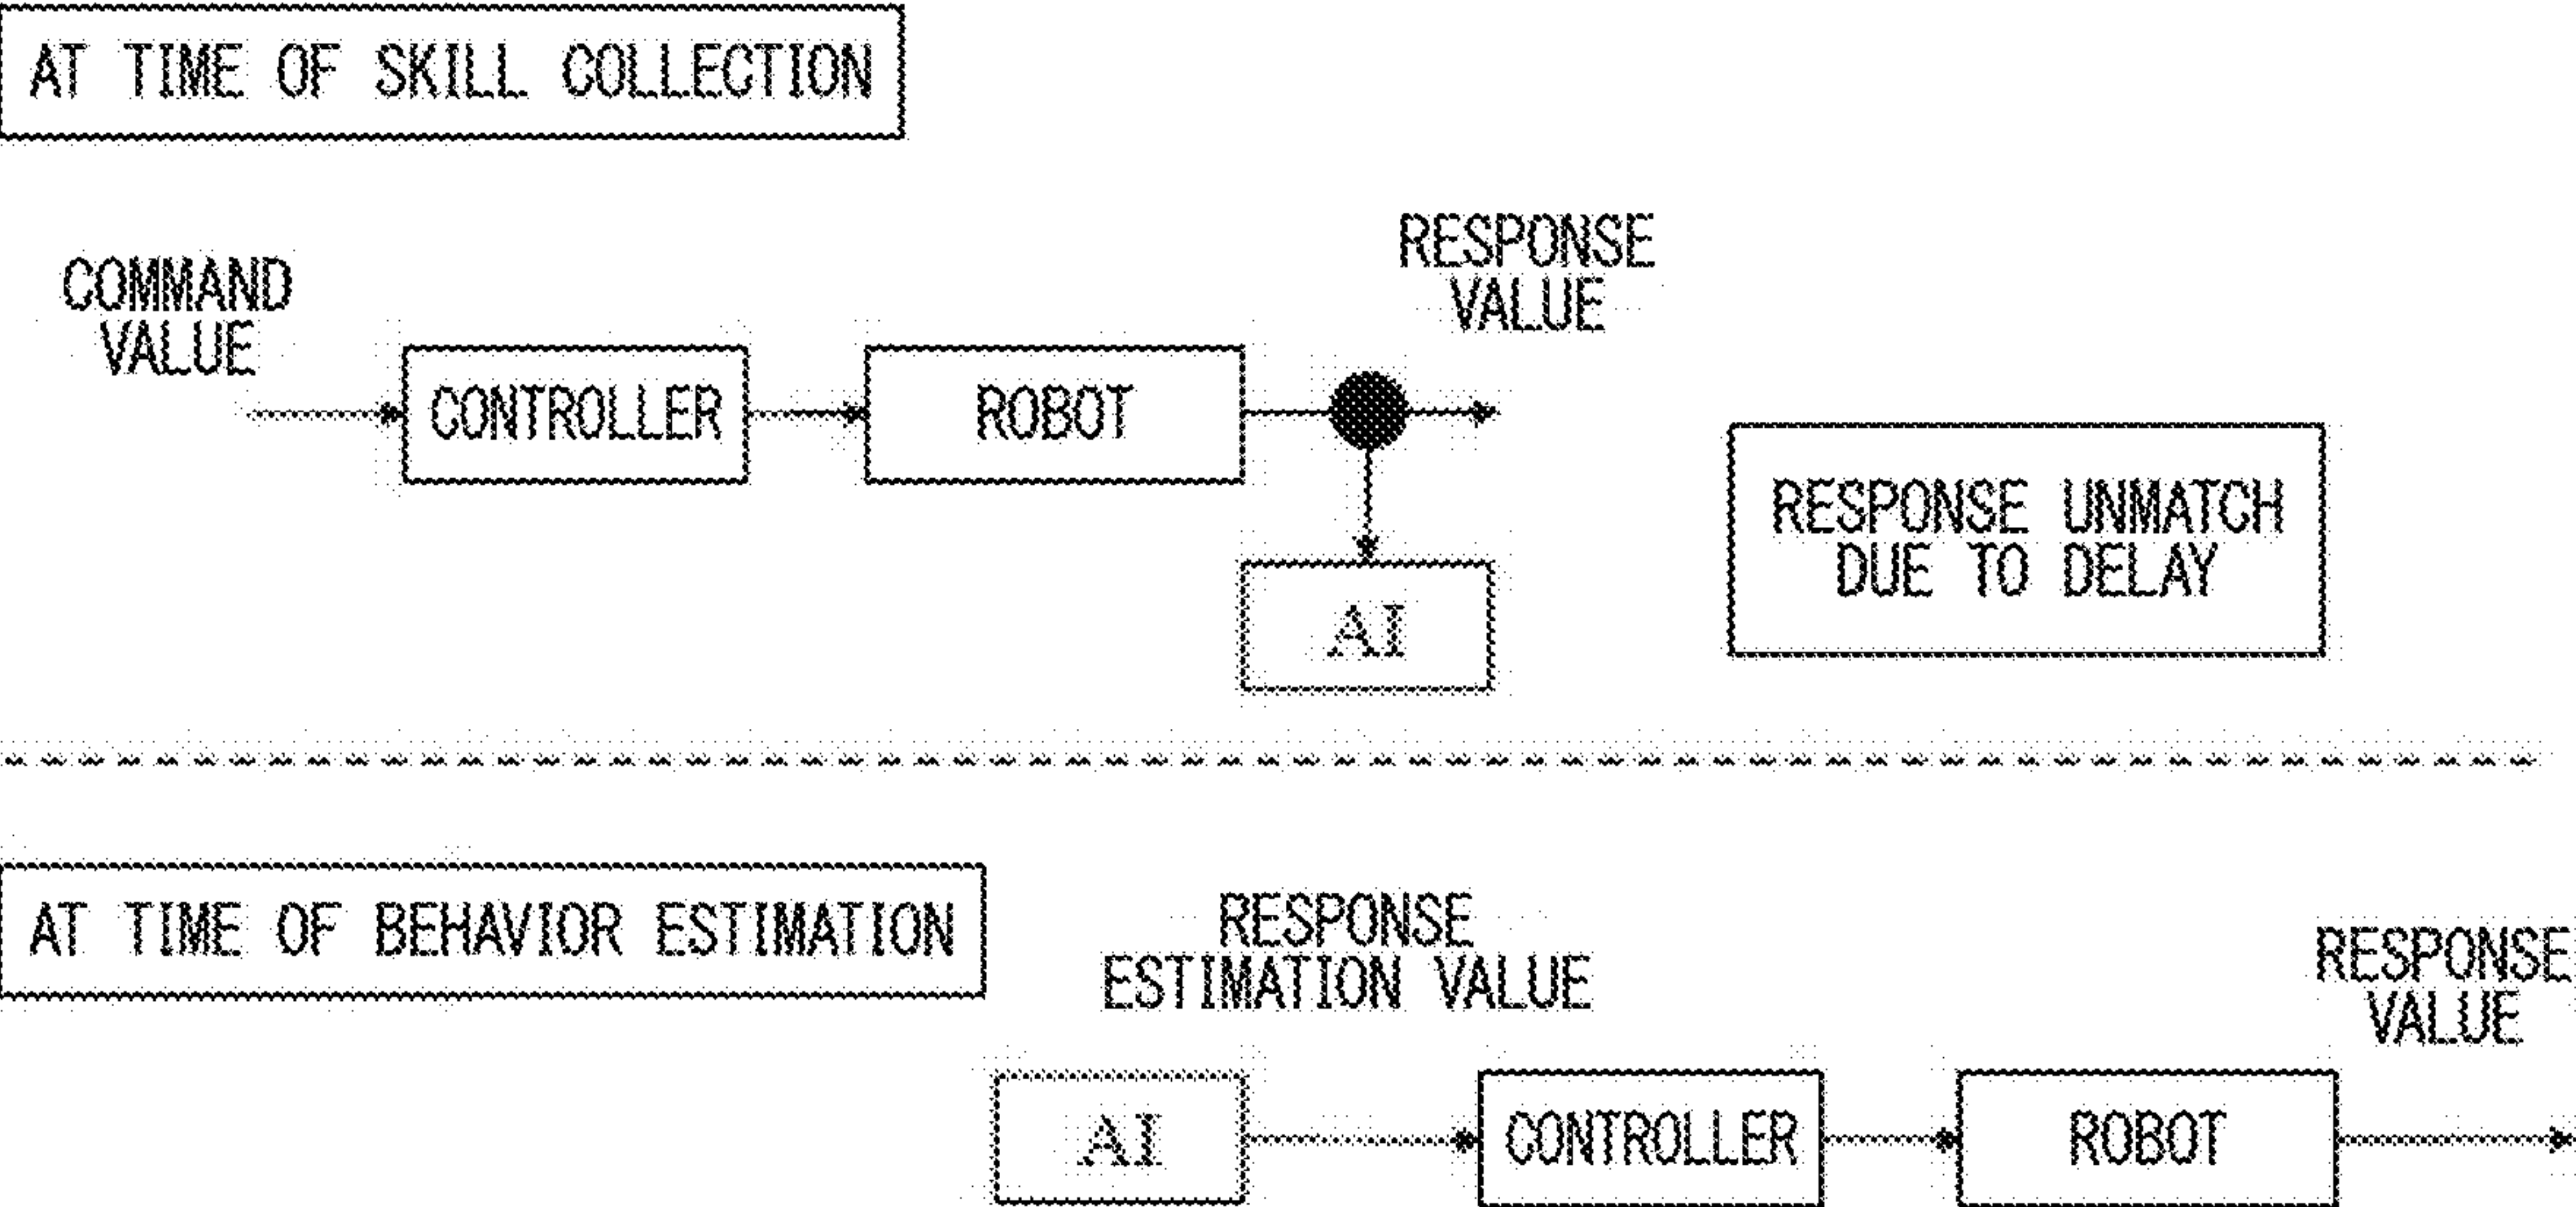 AT TIME OF SKILL COLLECTION
COMMAND
VALUE
CONTROLLER
ROBOT
RESPONSE
VALUE
AI
RESPONSE UNMATCH
DUE TO DELAY
AT TIME OF BEHAVIOR ESTIMATION
RESPONSE
ESTIMATION VALUE
AI
CONTROLLER
ROBOT
RESPONSE
VALUE